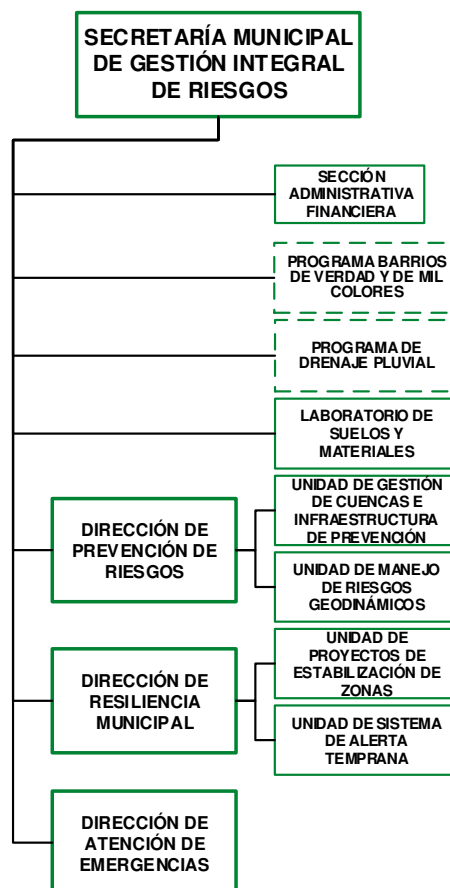 SECRETARÍA MUNICIPAL
DE GESTIÓN INTEGRAL
DE RIESGOS
SECCIÓN
ADMINISTRATIVA
FINANCIERA
PROGRAMA BARRIOS
DE VERDAD Y DE MIL
COLORES
PROGRAMA DE
DRENAJE PLUVIAL
LABORATORIO DE
SUELOS Y
MATERIALES
DIRECCIÓN DE
PREVENCIÓN DE
RIESGOS
UNIDAD DE GESTIÓN
DE CUENCAS E
INFRAESTRUCTURA
DE PREVENCIÓN
UNIDAD DE MANEJO
DE RIESGOS
GEODINÁMICOS
DIRECCIÓN DE
RESILIENCIA
MUNICIPAL
UNIDAD DE
PROYECTOS DE
ESTABILIZACIÓN DE
ZONAS
UNIDAD DE SISTEMA
DE ALERTA
TEMPRANA
DIRECCIÓN DE
ATENCIÓN DE
EMERGENCIAS